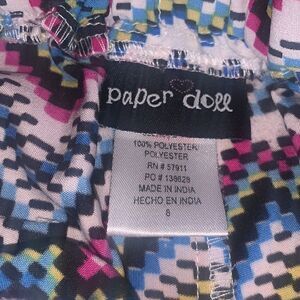 paper doll
100% POLYESTER
POLYESTER
RN # 57911
PO # 138628
MADE IN INDIA
HECHO EN INDIA
8